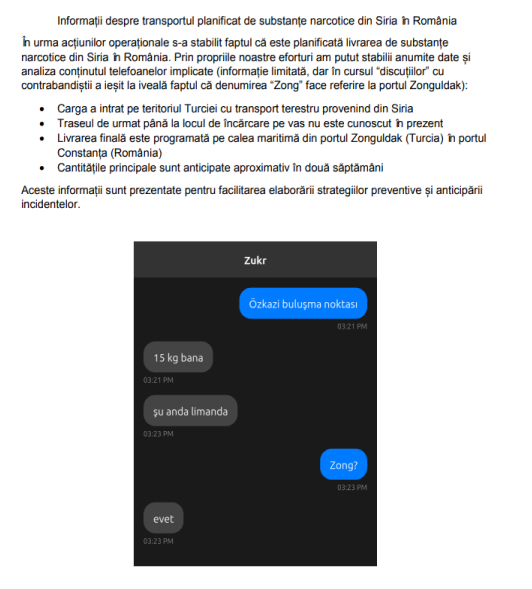 Informații despre transportul planificat de substanțe narcotice din Siria în România
În urma acțiunilor operaționale s-a stabilit faptul că este planificată livrarea de substanțe
narcotice din Siria în România. Prin propriile noastre eforturi am putut stabilii anumite date și
analiza conținutul telefoanelor implicate (informație limitată, dar în cursul “discuțiilor” cu
contrabandiștii a ieșit la iveală faptul că denumirea “Zong” face referire la portul Zonguldak):
• Carga a intrat pe teritoriul Turciei cu transport terestru provenind din Siria
• Traseul de urmat până la locul de încărcare pe vas nu este cunoscut în prezent
• Livrarea finală este programată pe calea maritimă din portul Zonguldak (Turcia) în portul
Constanța (România)
• Cantitățile principale sunt anticipate aproximativ în două săptămâni
Aceste informații sunt prezentate pentru facilitarea elaborării strategiilor preventive și anticipării
incidentelor.
Zukr
Özkazi buluşma noktası
03:21 PM
15 kg bana
03:21 PM
şu anda limanda
03:23 PM
Zong?
03:23 PM
evet
03:23 PM